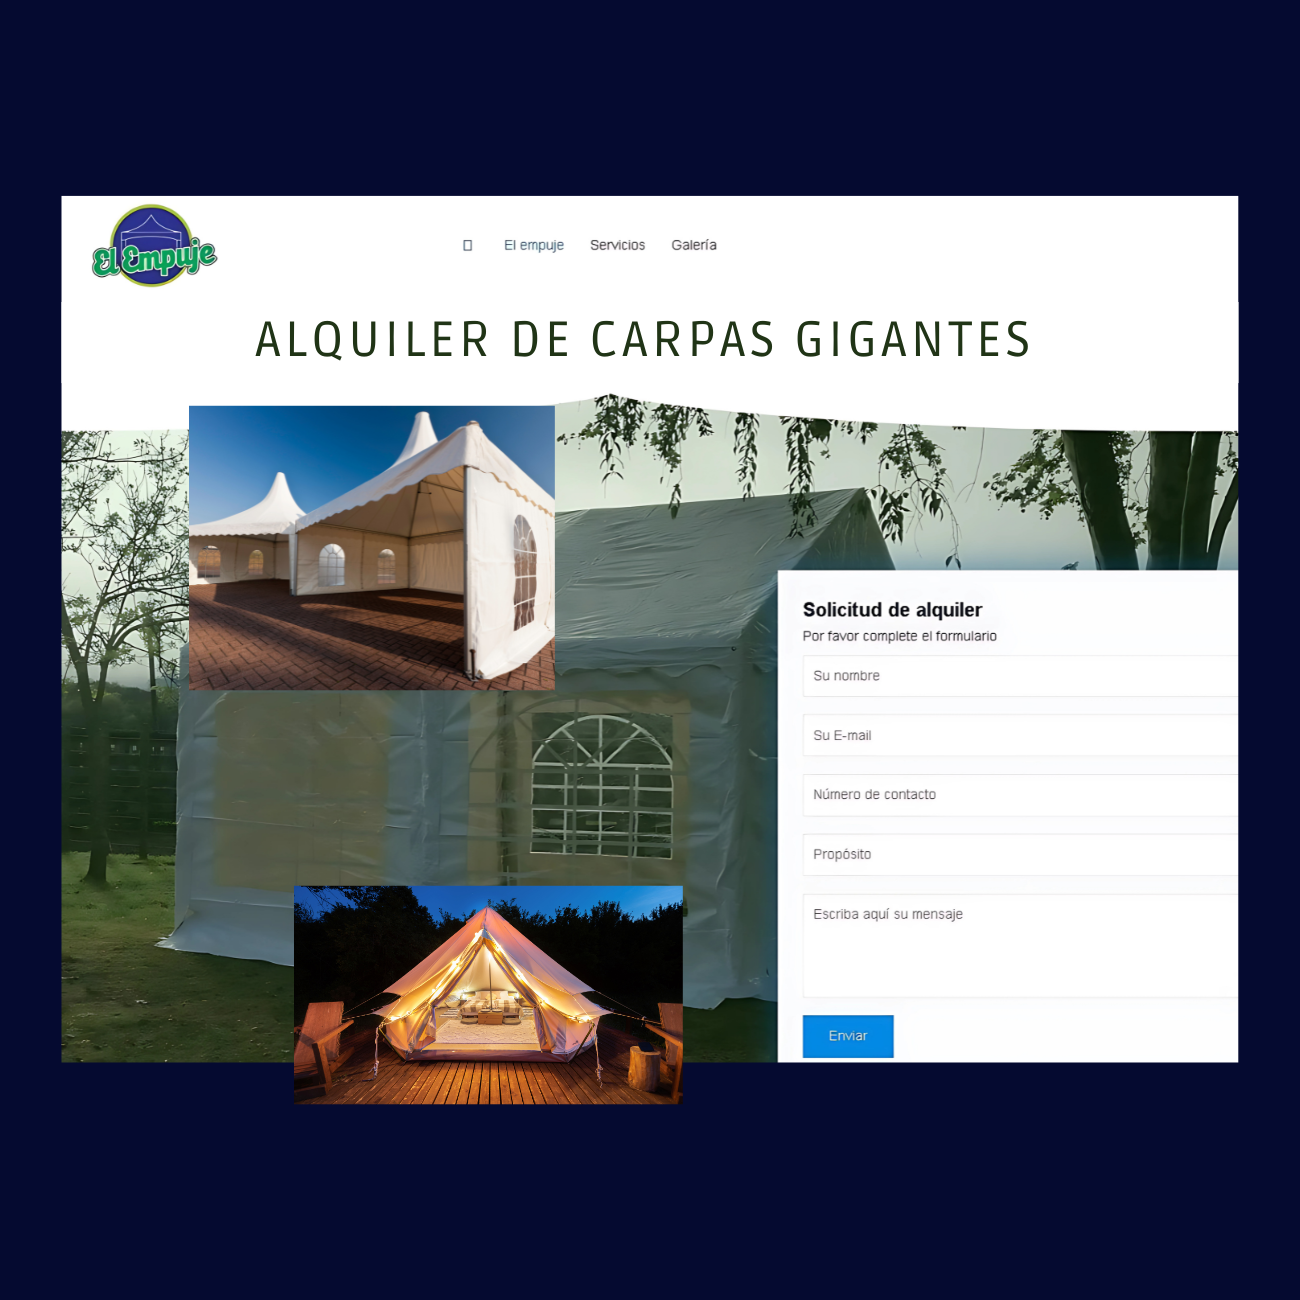 El Empuje
El empuje Servicios Galería
ALQUILER DE CARPAS GIGANTES
Solicitud de alquiler
Por favor complete el formulario
Su nombre
Su E-mail
Número de contacto
Propósito
Escriba aquí su mensaje
Enviar